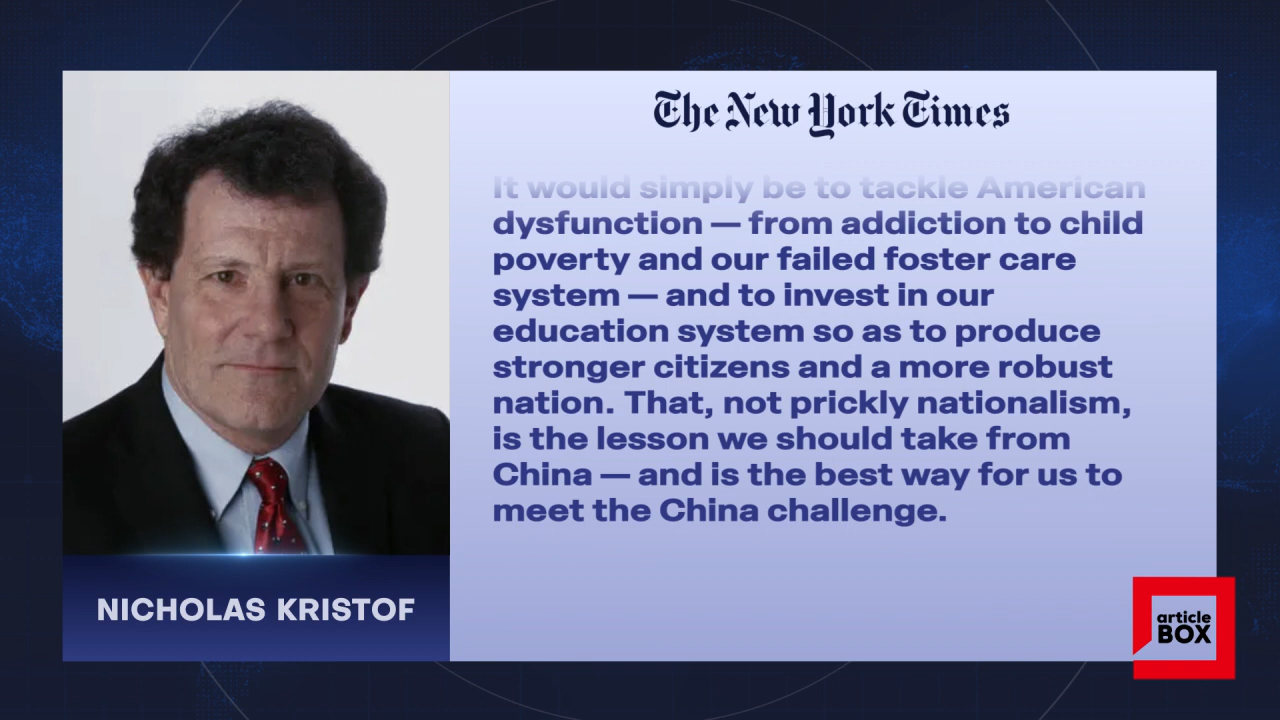 The New York Times
It would simply be to tackle American
dysfunction — from addiction to child
poverty and our failed foster care
system — and to invest in our
education system so as to produce
stronger citizens and a more robust
nation. That, not prickly nationalism,
is the lesson we should take from
China — and is the best way for us to
meet the China challenge.
NICHOLAS KRISTOF
article
BOX